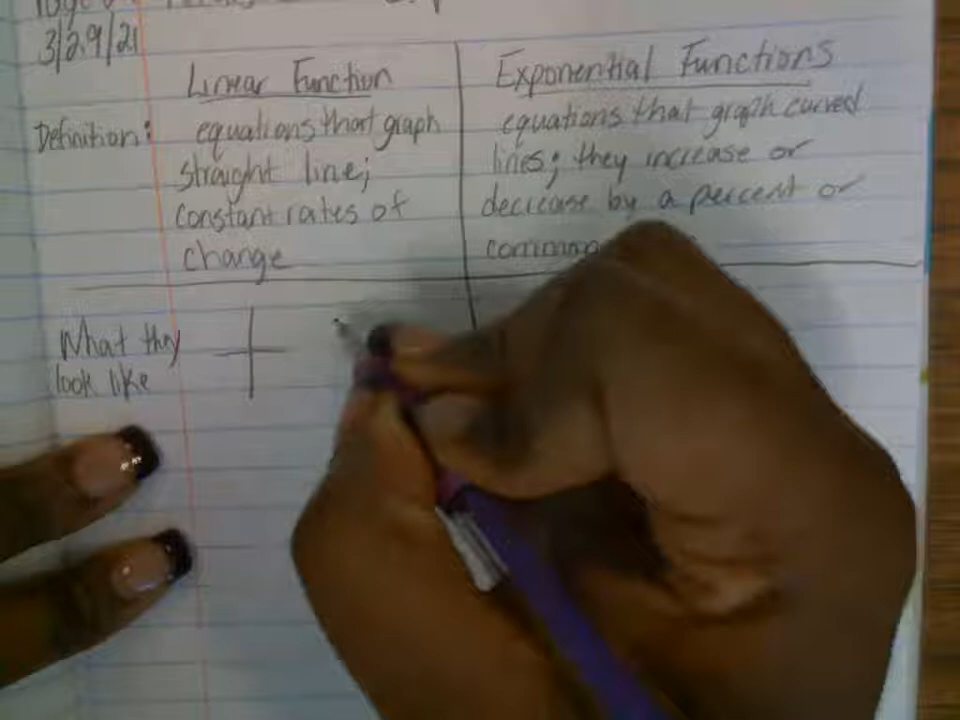 3/29/21
Linear Function
Exponential Functions
Definition:
equations that graph
straight line;
constant rates of
change
equations that graph curved
lines; they increase or
decrease by a percent or
common
What they
look like